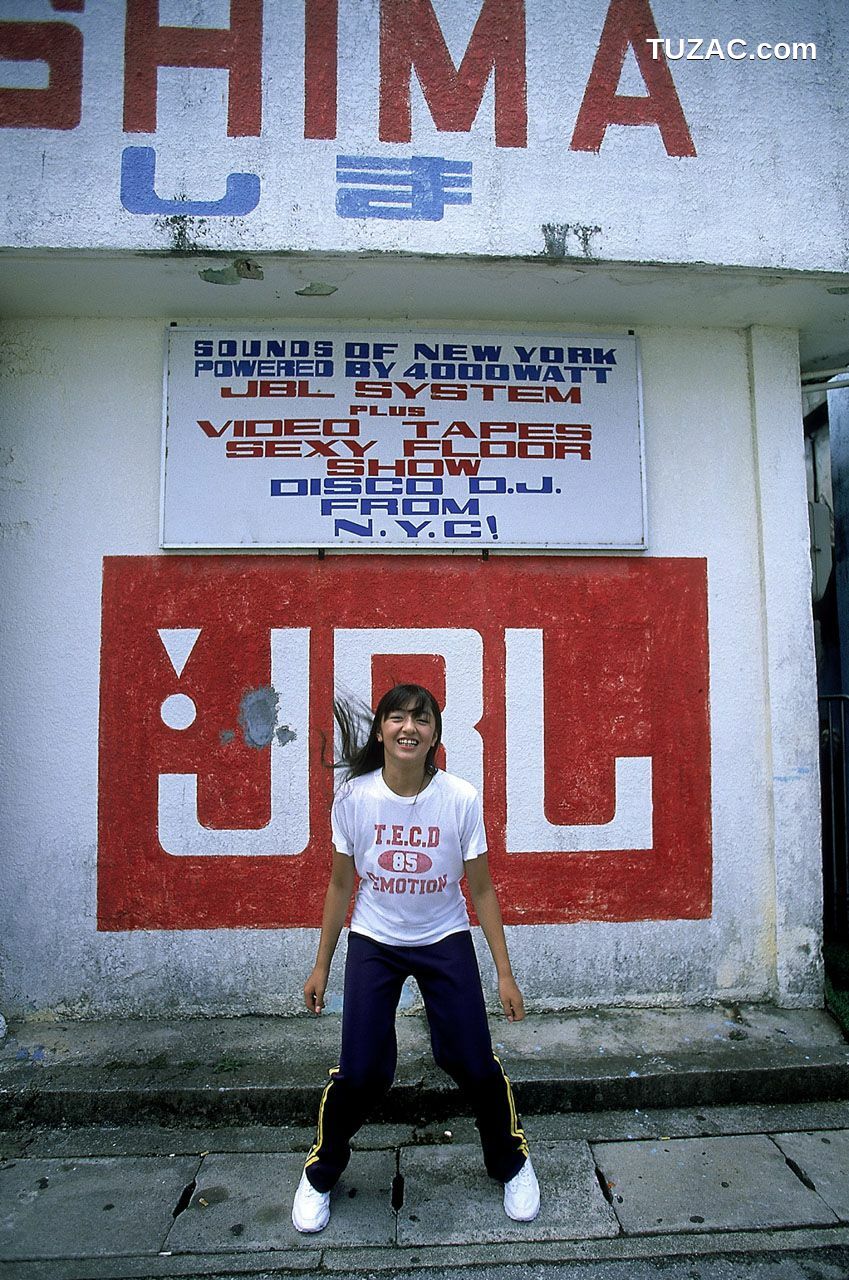 TUZAC.com
SHIMA
しま
SOUNDS OF NEW YORK
POWERED BY 4000WATT
JBL SYSTEM
PLUS
VIDEO TAPES
SEXY FLOOR
SHOW
DISCO D.J.
FROM
N.Y.C!
JBL
T.E.C.D
85
EMOTION